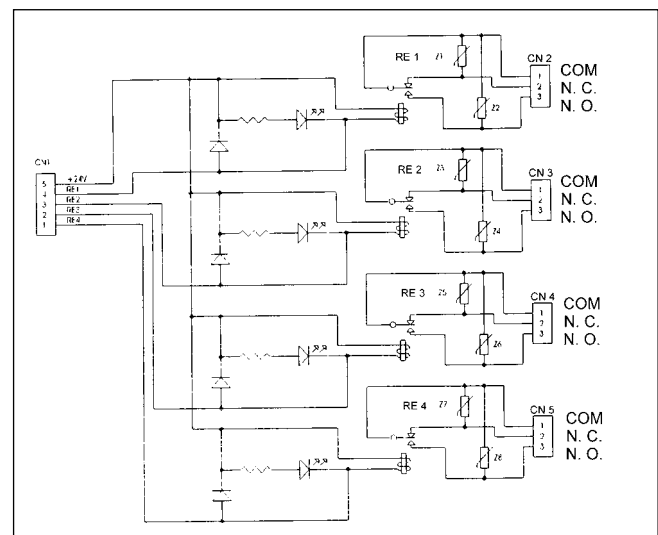 RE 1
Z1
CN 2
1
2
3
COM
N. C.
N. O.
Z2
CN1
5
4
3
2
1
+24V
RE1
RE2
RE3
RE4
RE 2
Z3
CN 3
1
2
3
COM
N. C.
N. O.
Z4
RE 3
Z5
CN 4
1
2
3
COM
N. C.
N. O.
Z6
RE 4
Z7
CN 5
1
2
3
COM
N. C.
N. O.
Z8